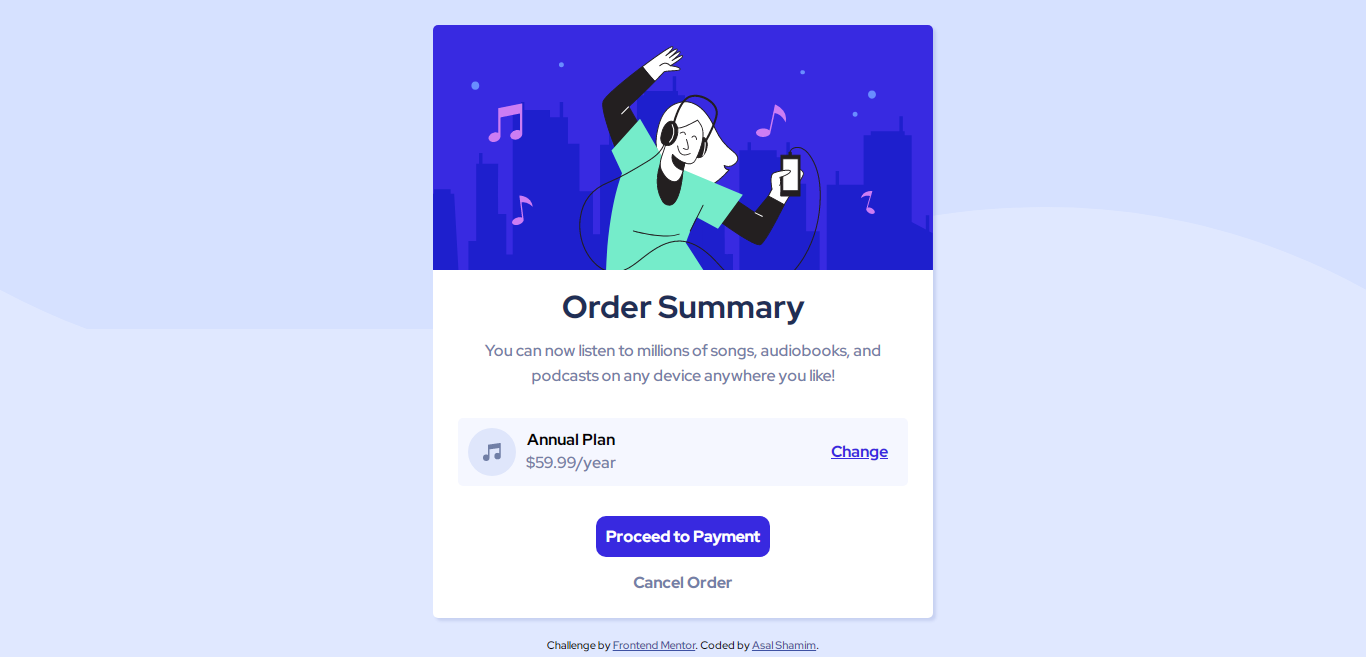 Order Summary
You can now listen to millions of songs, audiobooks, and
podcasts on any device anywhere you like!
Annual Plan
$59.99/year
Change
Proceed to Payment
Cancel Order
Challenge by Frontend Mentor. Coded by Asal Shamim.